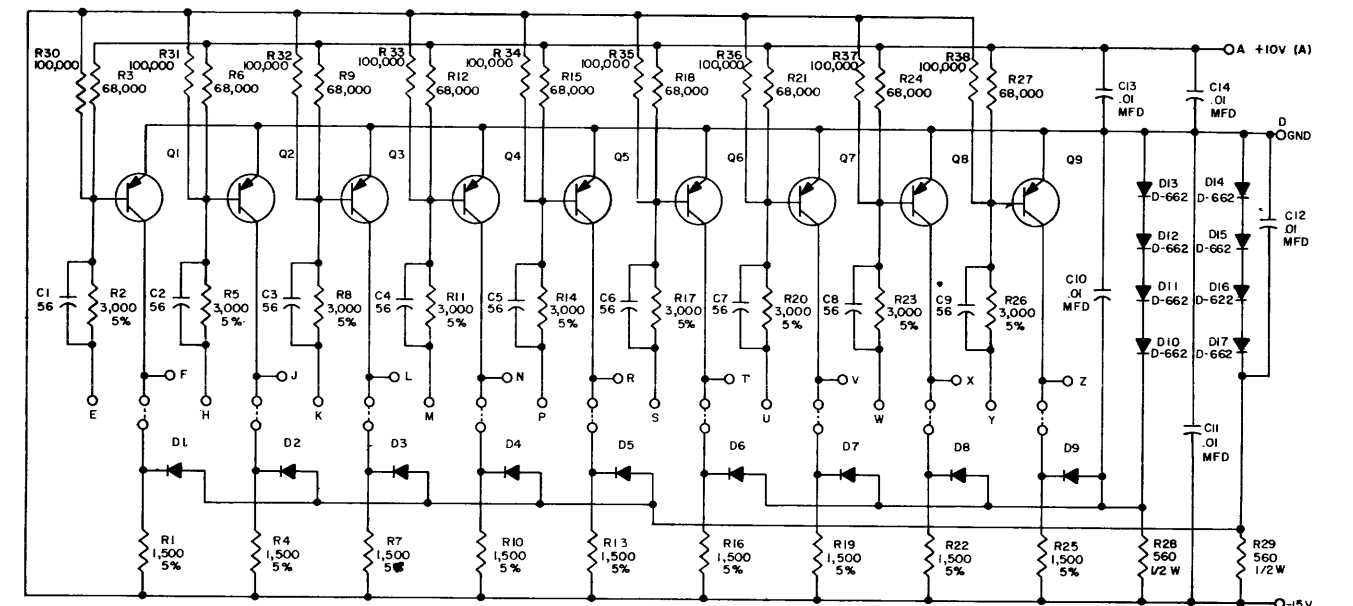 R30 100,000
R3 68,000
R31 100,000
R6 68,000
R32 100,000
R9 68,000
R33 100,000
R12 68,000
R34 100,000
R15 68,000
R35 100,000
R18 68,000
R36 100,000
R21 68,000
R37 100,000
R24 68,000
R38 100,000
R27 68,000
C13 .01 MFD
C14 .01 MFD
A +10V (A)
D GND
Q1
Q2
Q3
Q4
Q5
Q6
Q7
Q8
Q9
D13 D-662
D14 D-662
D12 D-662
D15 D-662
D11 D-662
D16 D-622
D10 D-662
D17 D-662
C12 .01 MFD
C10 .01 MFD
C1 56
R2 3,000 5%
C2 56
R5 3,000 5%
C3 56
R8 3,000 5%
C4 56
R11 3,000 5%
C5 56
R14 3,000 5%
C6 56
R17 3,000 5%
C7 56
R20 3,000 5%
C8 56
R23 3,000 5%
C9 56
R26 3,000 5%
F
J
L
N
R
T
V
X
Z
E
H
K
M
P
S
U
W
Y
C11 .01 MFD
D1
D2
D3
D4
D5
D6
D7
D8
D9
R1 1,500 5%
R4 1,500 5%
R7 1,500 5%
R10 1,500 5%
R13 1,500 5%
R16 1,500 5%
R19 1,500 5%
R22 1,500 5%
R25 1,500 5%
R28 560 1/2 W
R29 560 1/2 W
-15V